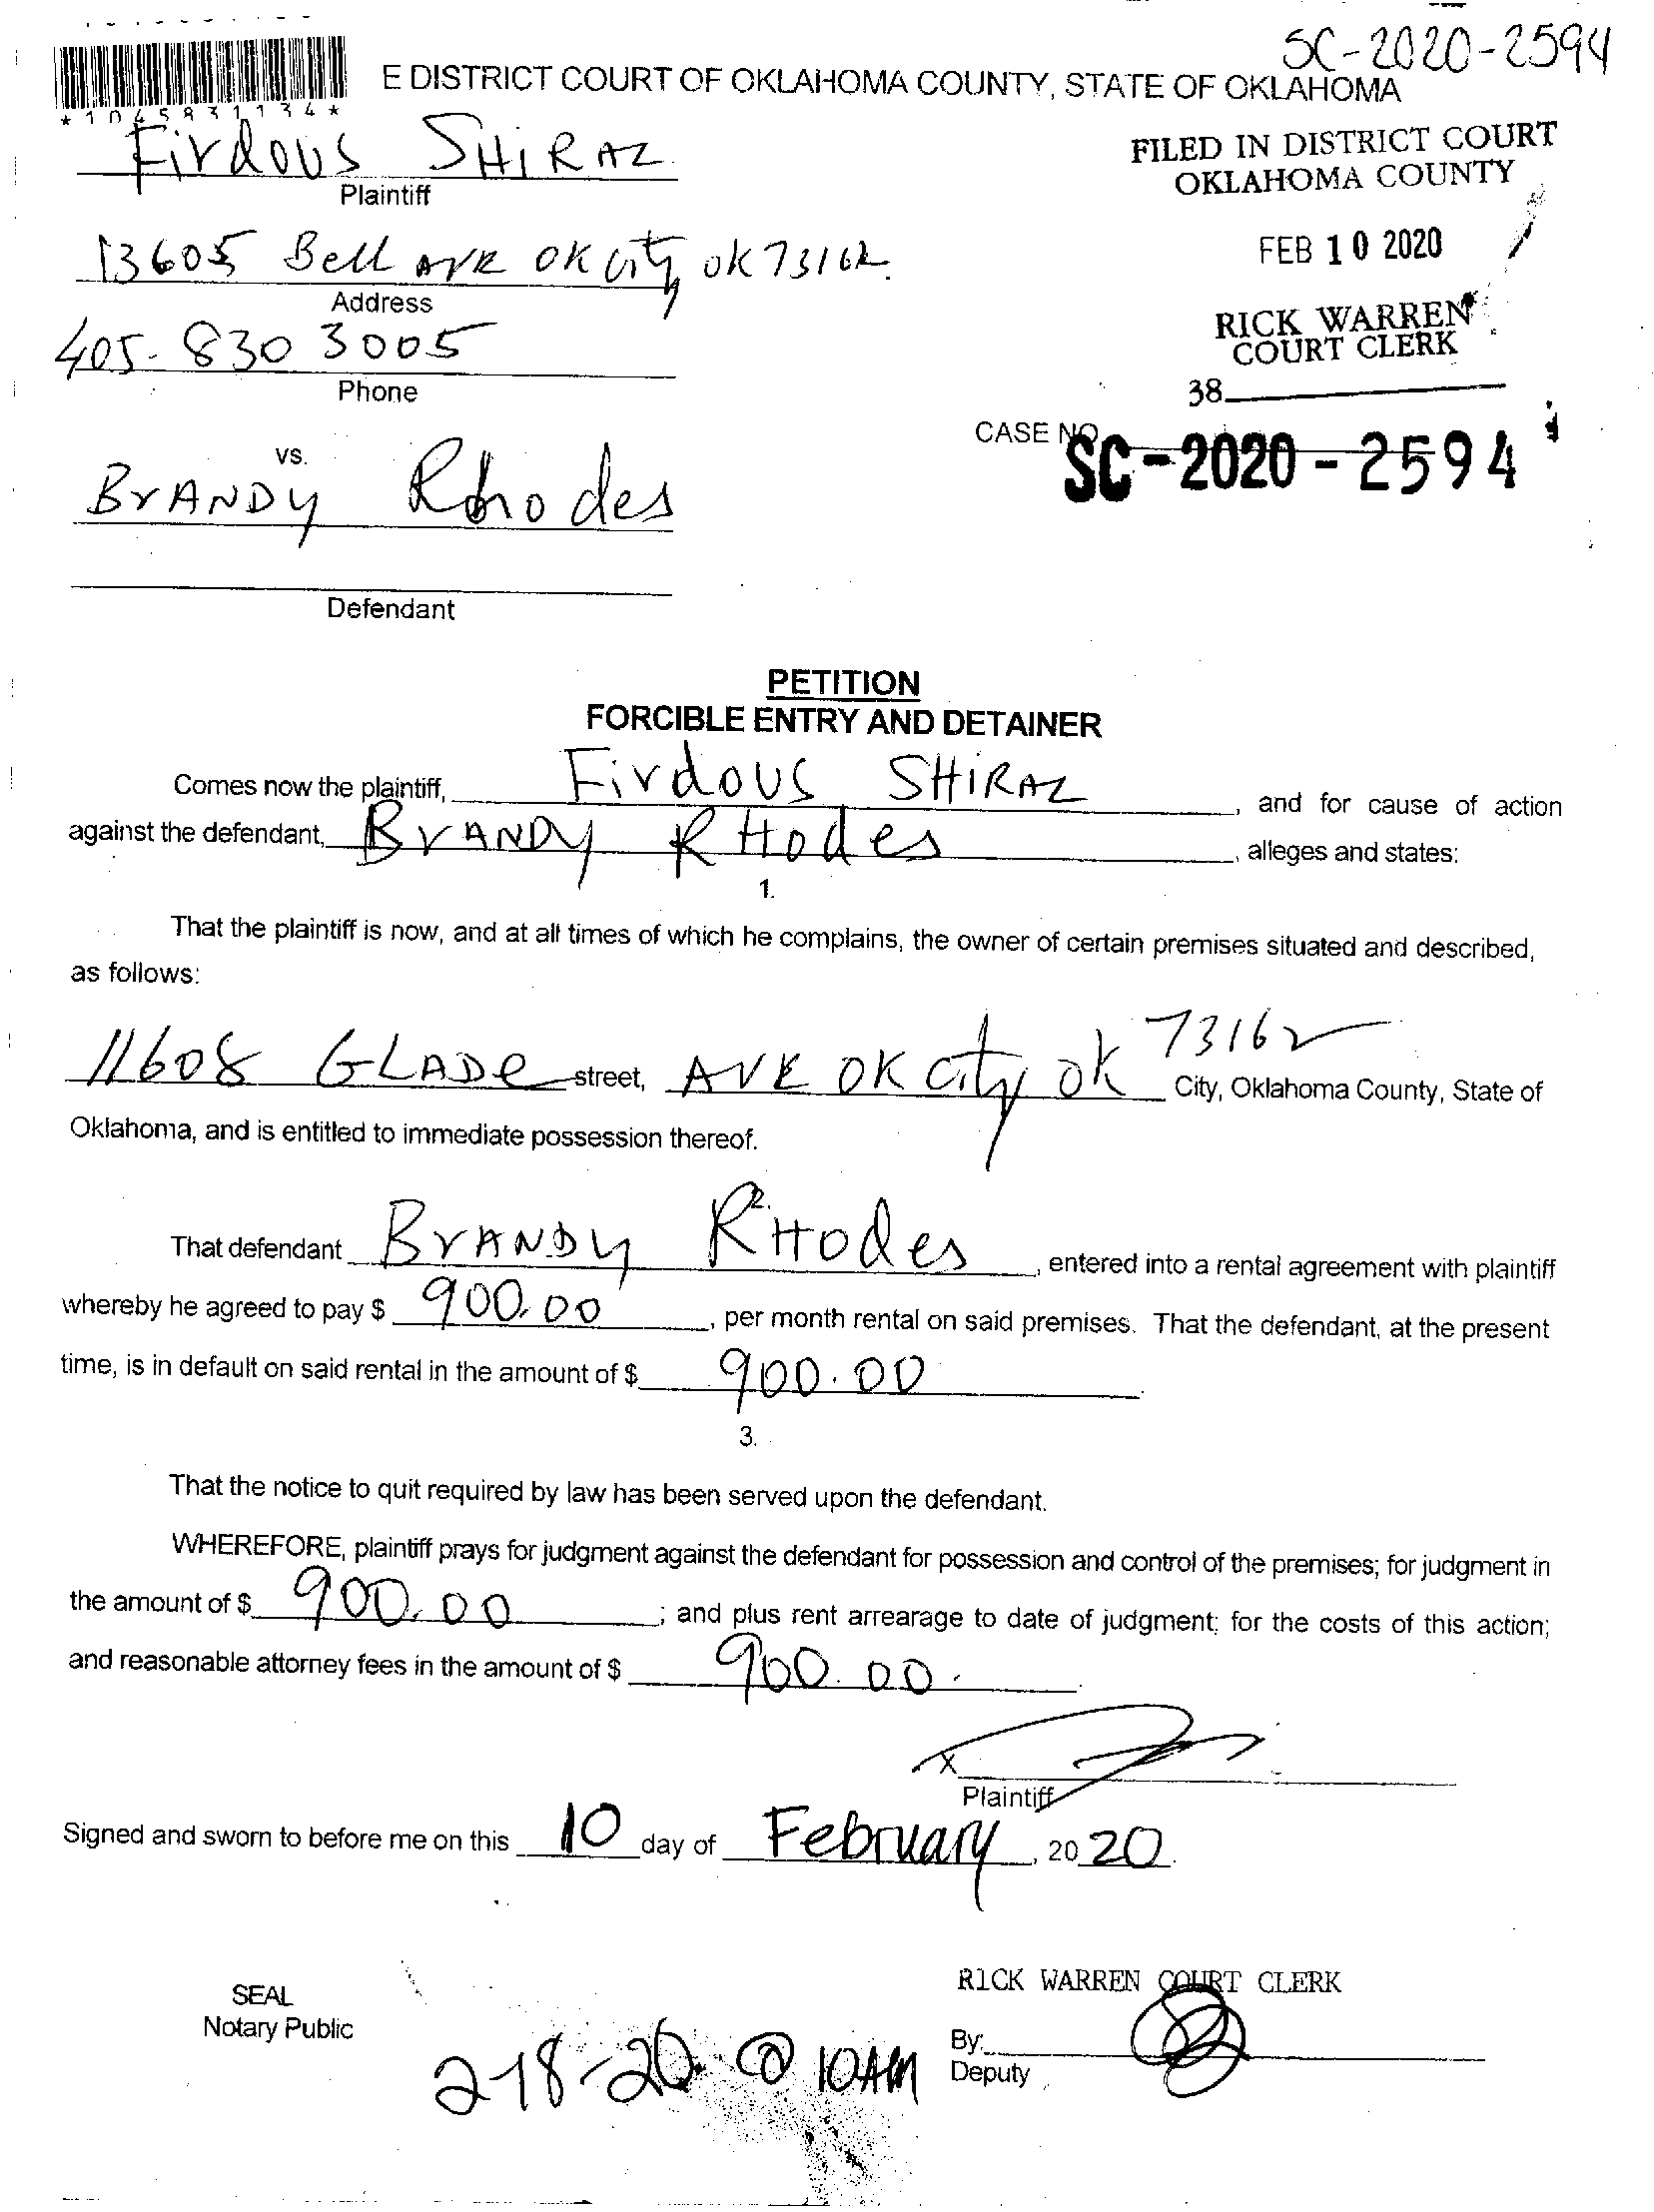 SC-2020-2594
E DISTRICT COURT OF OKLAHOMA COUNTY, STATE OF OKLAHOMA
Firdous SHIRAZ
Plaintiff
FILED IN DISTRICT COURT
OKLAHOMA COUNTY
13605 Bell AVE OK City OK 73162
Address
FEB 10 2020
405-830 3005
Phone
RICK WARREN
COURT CLERK
38
CASE NO.
SC-2020-2594
vs.
BrANDY Rhodes
Defendant
PETITION
FORCIBLE ENTRY AND DETAINER
Comes now the plaintiff, Firdous SHIRAZ, and for cause of action
against the defendant, BrANDY RHodes, alleges and states:
1.
That the plaintiff is now, and at all times of which he complains, the owner of certain premises situated and described,
as follows:
11608 GLADe street, AVE OK City OK 73162 City, Oklahoma County, State of
Oklahoma, and is entitled to immediate possession thereof.
2.
That defendant BrANDY RHodes, entered into a rental agreement with plaintiff
whereby he agreed to pay $ 900.00, per month rental on said premises. That the defendant, at the present
time, is in default on said rental in the amount of $ 900.00
3.
That the notice to quit required by law has been served upon the defendant.
WHEREFORE, plaintiff prays for judgment against the defendant for possession and control of the premises; for judgment in
the amount of $ 900.00; and plus rent arrearage to date of judgment; for the costs of this action;
and reasonable attorney fees in the amount of $ 900.00.
X
Plaintiff
Signed and sworn to before me on this 10 day of February, 2020.
RICK WARREN COURT CLERK
SEAL
Notary Public
By:
Deputy
2-18-20 @ 10AM